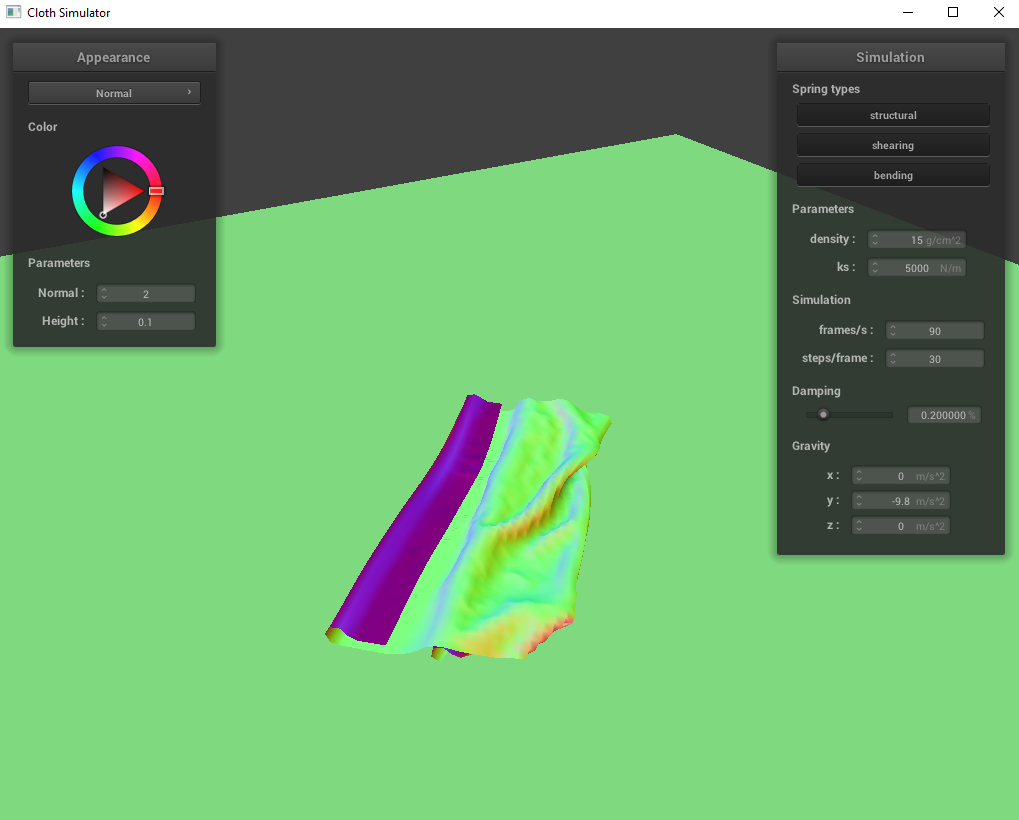 Cloth Simulator
Appearance
Normal
Color
Parameters
Normal : 2
Height : 0.1
Simulation
Spring types
structural
shearing
bending
Parameters
density : 15 g/cm^2
ks : 5000 N/m
Simulation
frames/s : 90
steps/frame : 30
Damping
0.200000 %
Gravity
x : 0 m/s^2
y : -9.8 m/s^2
z : 0 m/s^2